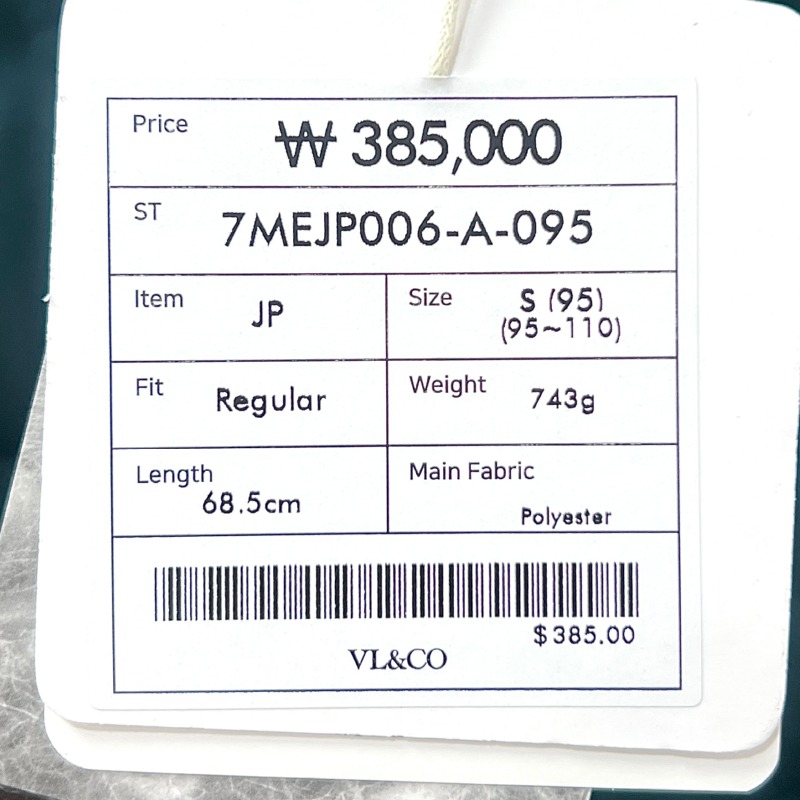 Price ₩ 385,000
ST 7MEJP006-A-095
Item JP
Size S (95)
(95~110)
Fit Regular
Weight 743g
Length
68.5cm
Main Fabric
Polyester
$385.00
VL&CO